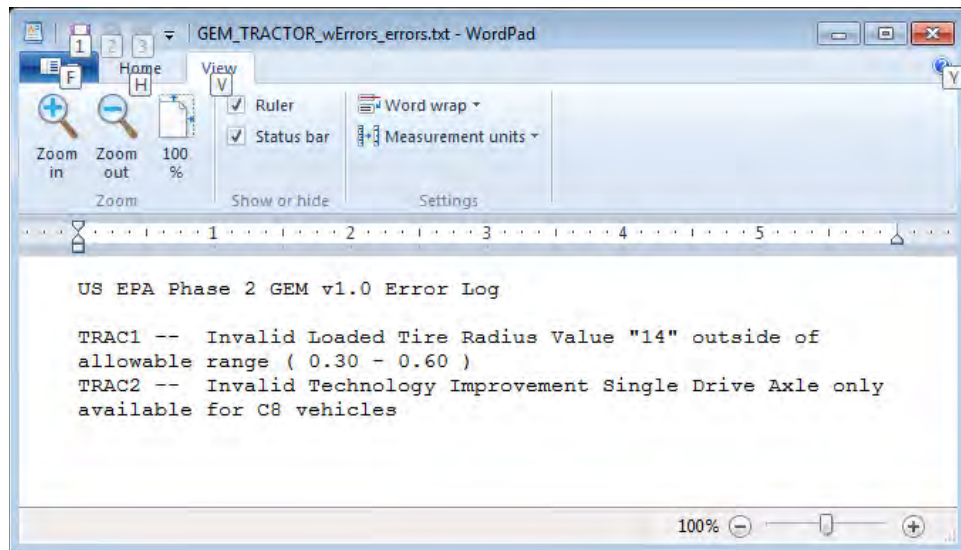 GEM_TRACTOR_wErrors_errors.txt - WordPad
1 2 3
F Home View Y
H V
Zoom in
Zoom out
100 %
Ruler
Status bar
Word wrap
Measurement units
Zoom
Show or hide
Settings
1 2 3 4 5
US EPA Phase 2 GEM v1.0 Error Log
TRAC1 -- Invalid Loaded Tire Radius Value "14" outside of
allowable range ( 0.30 - 0.60 )
TRAC2 -- Invalid Technology Improvement Single Drive Axle only
available for C8 vehicles
100%